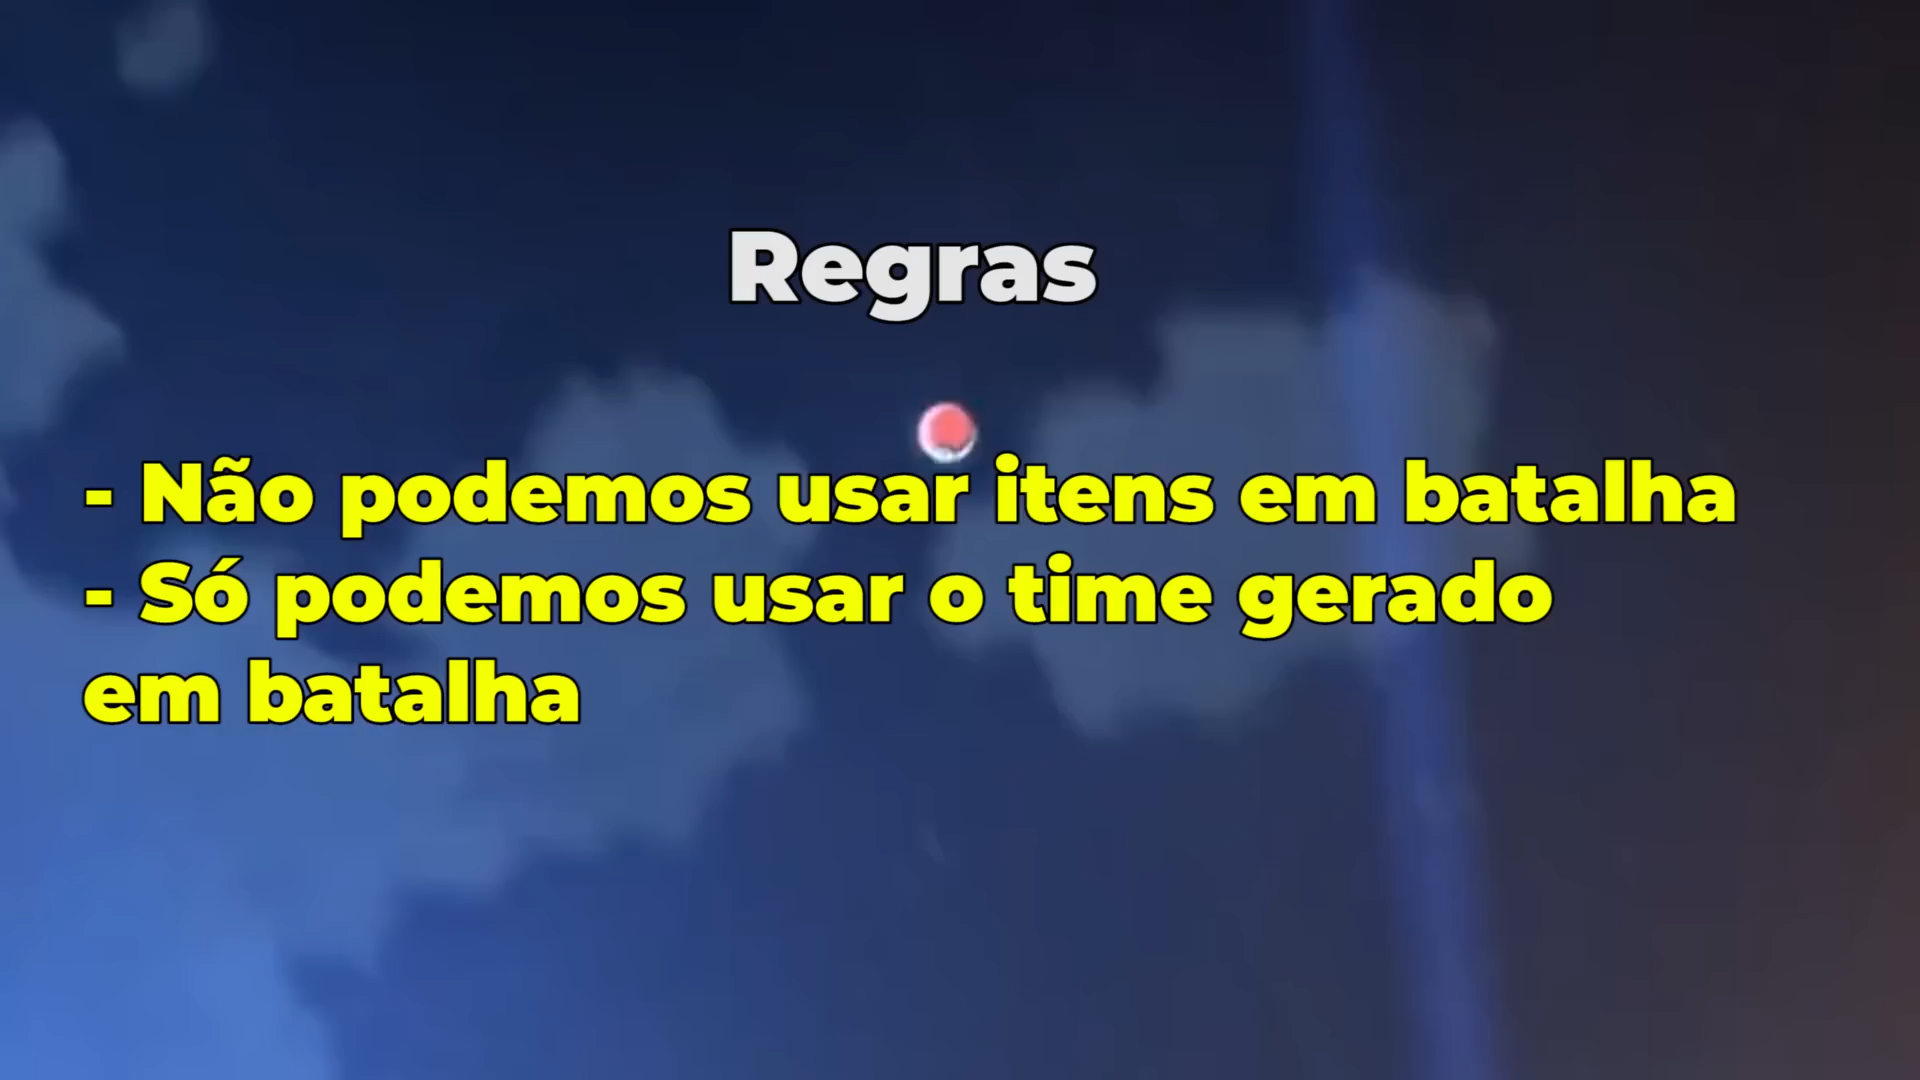 Regras
- Não podemos usar itens em batalha
- Só podemos usar o time gerado
em batalha